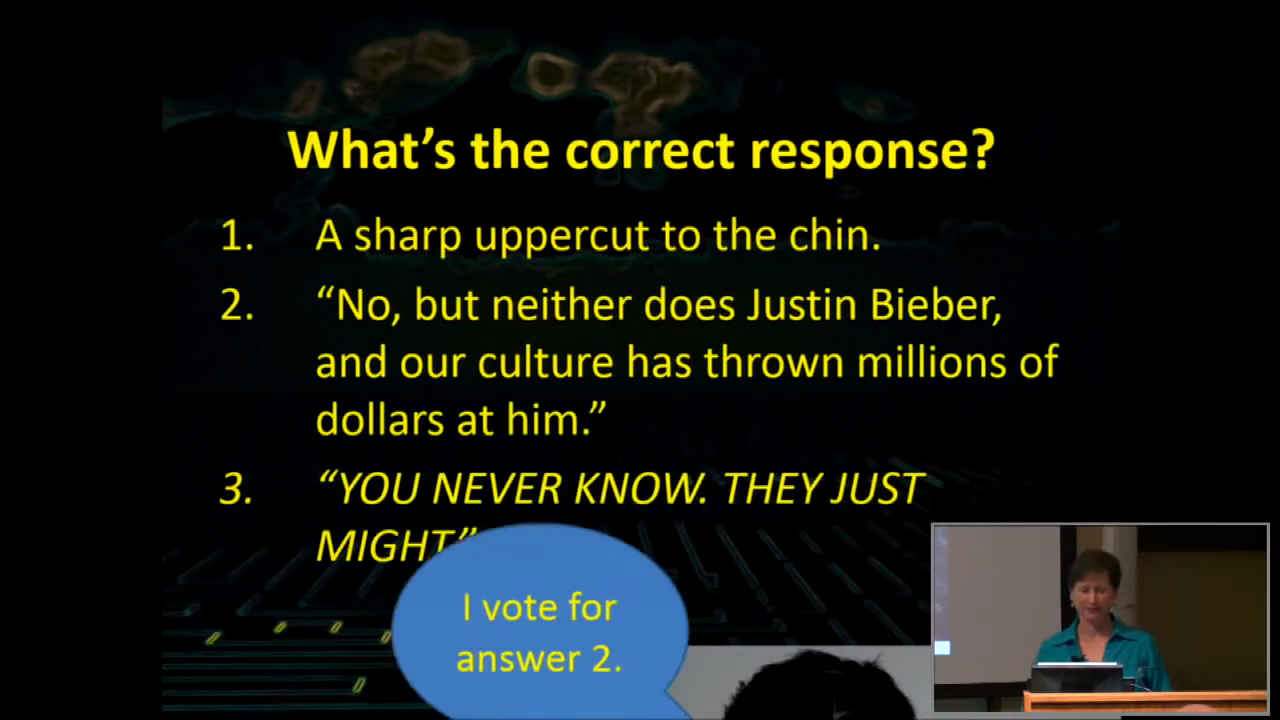 What’s the correct response?
1. A sharp uppercut to the chin.
2. “No, but neither does Justin Bieber,
and our culture has thrown millions of
dollars at him.”
3. “YOU NEVER KNOW. THEY JUST
MIGHT”
I vote for
answer 2.